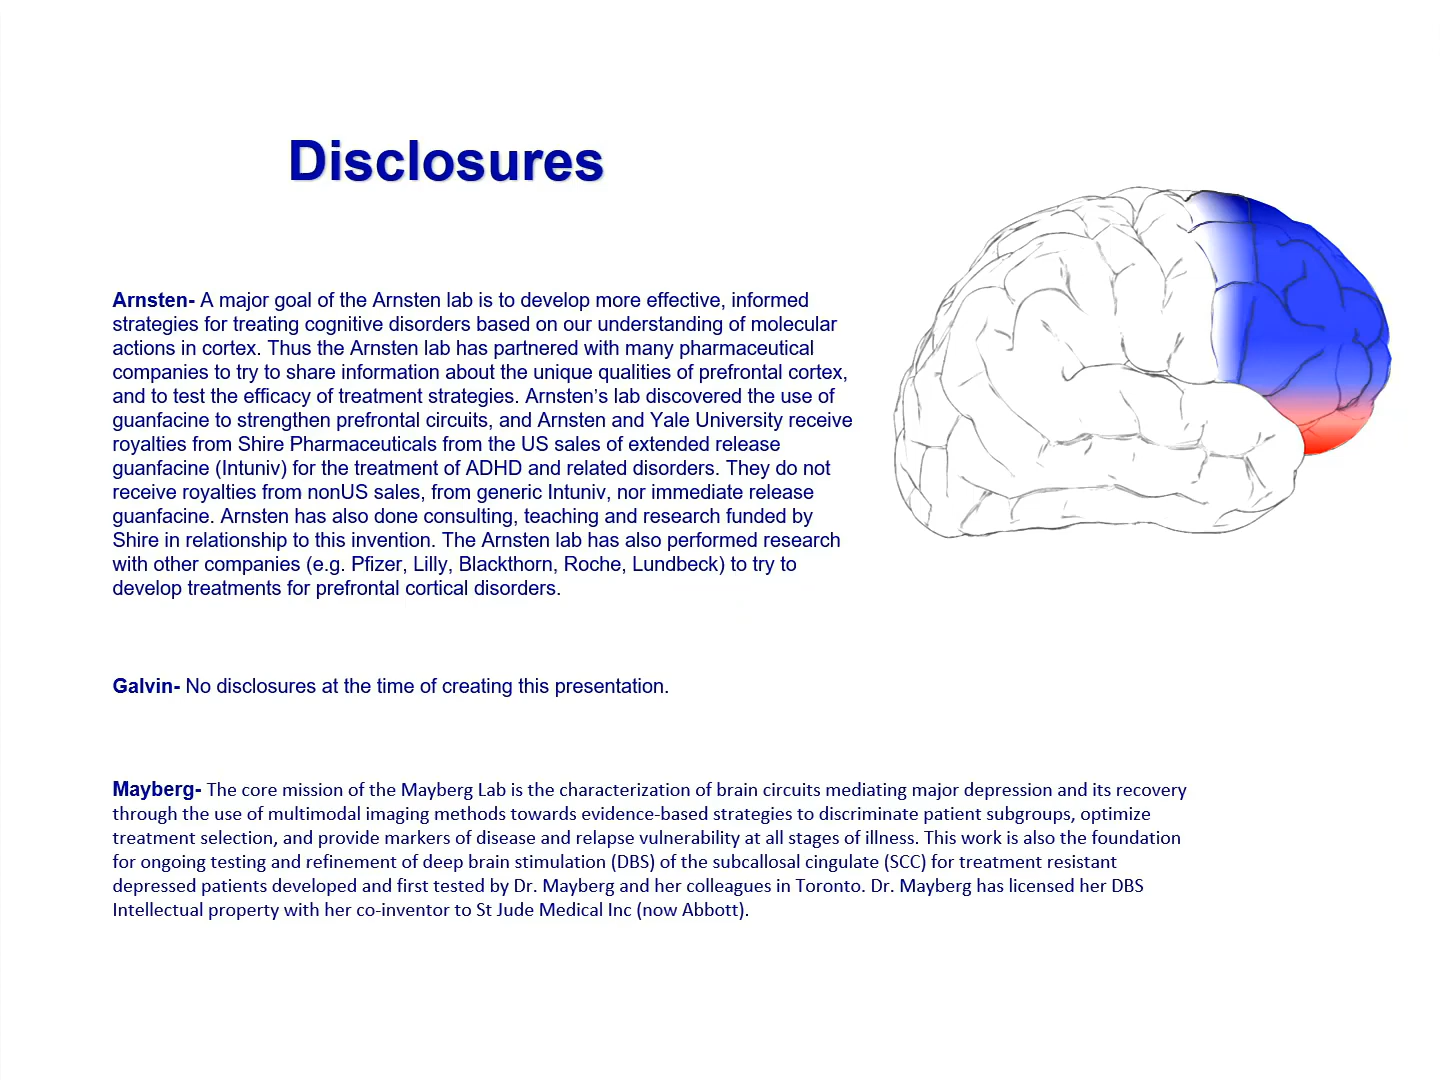 Disclosures
Arnsten- A major goal of the Arnsten lab is to develop more effective, informed
strategies for treating cognitive disorders based on our understanding of molecular
actions in cortex. Thus the Arnsten lab has partnered with many pharmaceutical
companies to try to share information about the unique qualities of prefrontal cortex,
and to test the efficacy of treatment strategies. Arnsten’s lab discovered the use of
guanfacine to strengthen prefrontal circuits, and Arnsten and Yale University receive
royalties from Shire Pharmaceuticals from the US sales of extended release
guanfacine (Intuniv) for the treatment of ADHD and related disorders. They do not
receive royalties from nonUS sales, from generic Intuniv, nor immediate release
guanfacine. Arnsten has also done consulting, teaching and research funded by
Shire in relationship to this invention. The Arnsten lab has also performed research
with other companies (e.g. Pfizer, Lilly, Blackthorn, Roche, Lundbeck) to try to
develop treatments for prefrontal cortical disorders.
Galvin- No disclosures at the time of creating this presentation.
Mayberg- The core mission of the Mayberg Lab is the characterization of brain circuits mediating major depression and its recovery
through the use of multimodal imaging methods towards evidence-based strategies to discriminate patient subgroups, optimize
treatment selection, and provide markers of disease and relapse vulnerability at all stages of illness. This work is also the foundation
for ongoing testing and refinement of deep brain stimulation (DBS) of the subcallosal cingulate (SCC) for treatment resistant
depressed patients developed and first tested by Dr. Mayberg and her colleagues in Toronto. Dr. Mayberg has licensed her DBS
Intellectual property with her co-inventor to St Jude Medical Inc (now Abbott).